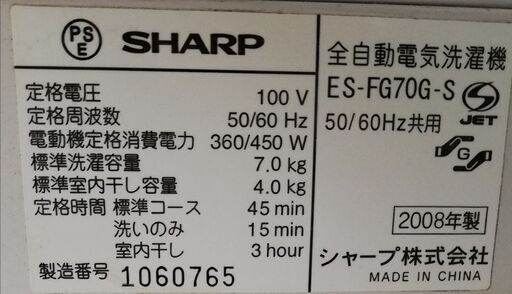 PSE SHARP
定格電圧 100 V
定格周波数 50/60 Hz
電動機定格消費電力 360/450 W
標準洗濯容量 7.0 kg
標準室内干し容量 4.0 kg
定格時間 標準コース 45 min
洗いのみ 15 min
室内干し 3 hour
製造番号 1060765
全自動電気洗濯機
ES-FG70G-S
JET
50/60Hz共用
G
2008年製
シャープ株式会社
MADE IN CHINA